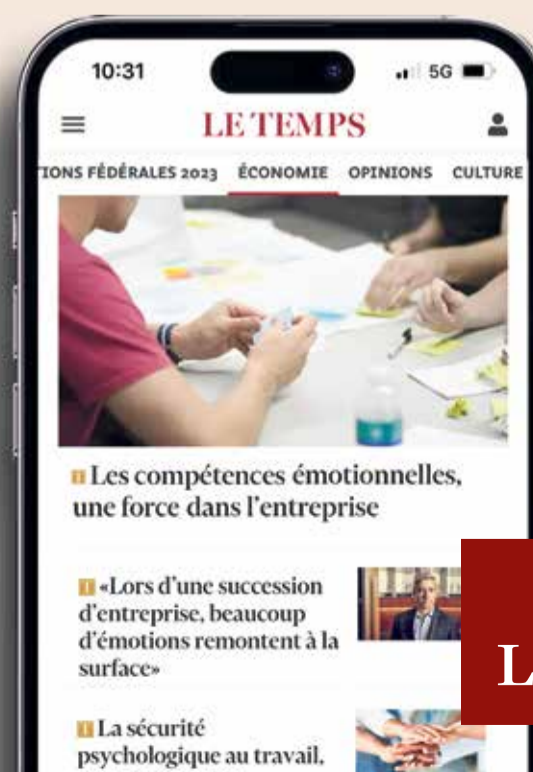 10:31 5G
LE TEMPS
TIONS FÉDÉRALES 2023 ÉCONOMIE OPINIONS CULTURE
Les compétences émotionnelles,
une force dans l'entreprise
«Lors d'une succession
d'entreprise, beaucoup
d'émotions remontent à la
surface»
La sécurité
psychologique au travail,
L